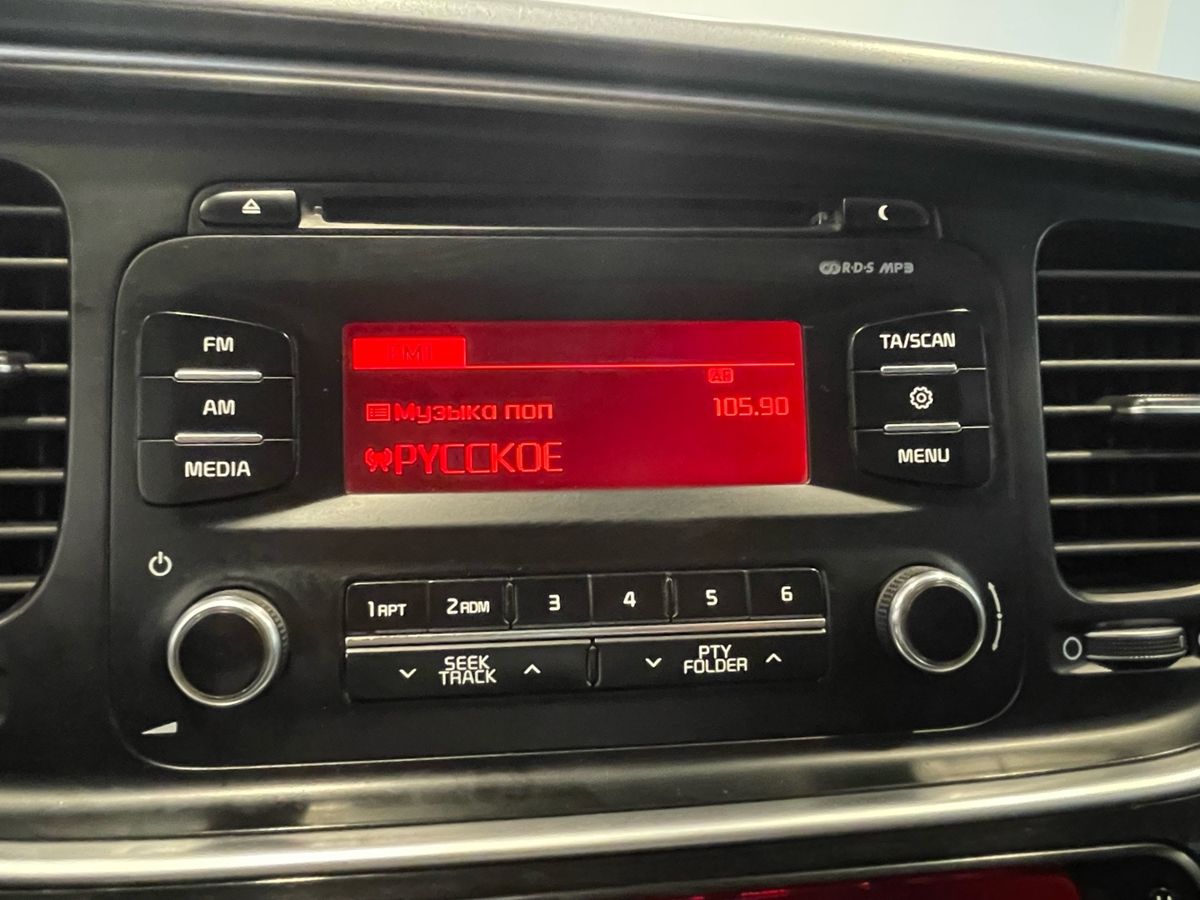 R·D·S MP3
FM
AM
MEDIA
FM1
AF
Музыка поп
105.90
РУССКОЕ
TA/SCAN
MENU
1 RPT
2 RDM
3
4
5
6
SEEK
TRACK
PTY
FOLDER